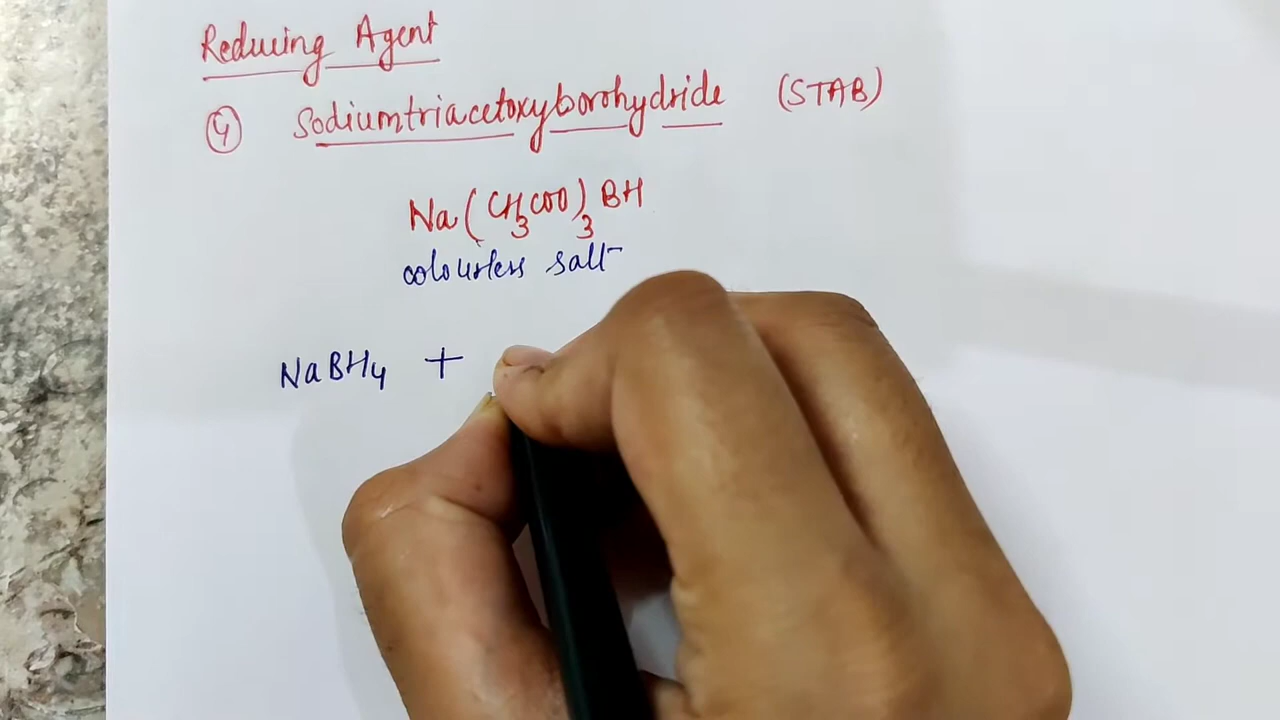 Reducing Agent
④ Sodiumtriacetoxyborohydride (STAB)
Na(CH₃COO)₃BH
colourless salt
NaBH₄ +